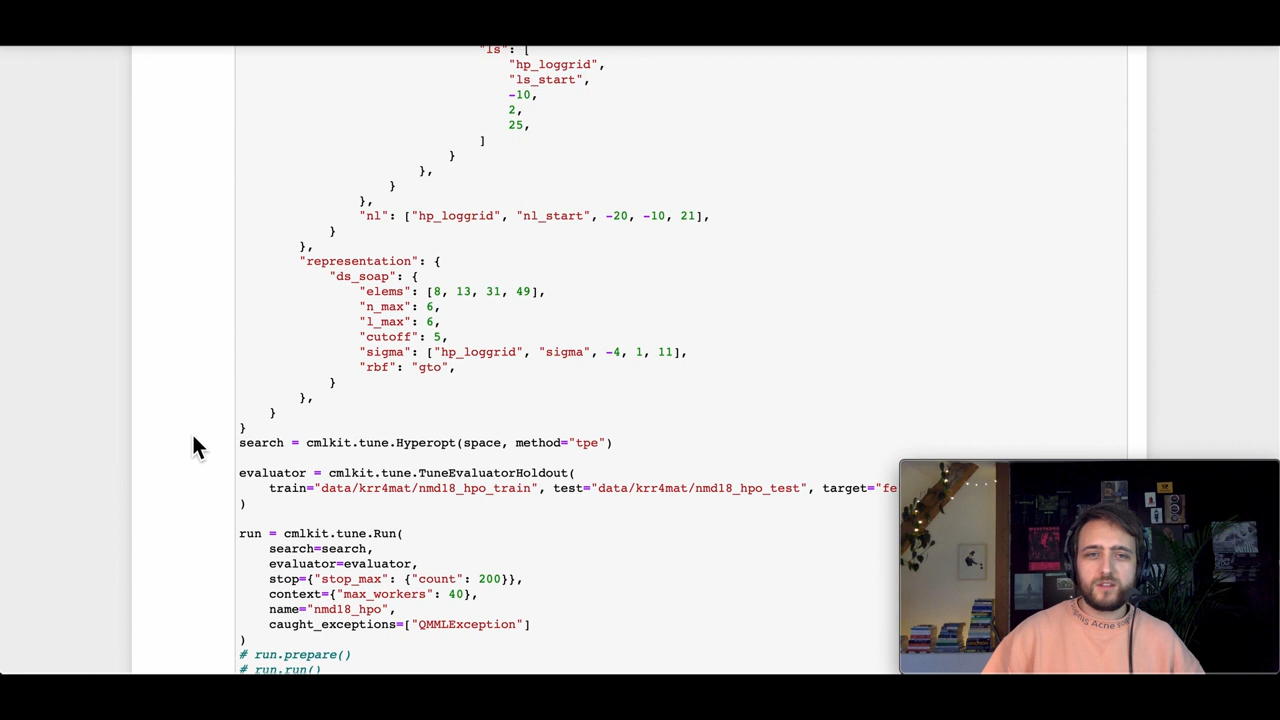 "ls": [
"hp_loggrid",
"ls_start",
-10,
2,
25,
]
}
},
}
},
"nl": ["hp_loggrid", "nl_start", -20, -10, 21],
}
},
"representation": {
"ds_soap": {
"elems": [8, 13, 31, 49],
"n_max": 6,
"l_max": 6,
"cutoff": 5,
"sigma": ["hp_loggrid", "sigma", -4, 1, 11],
"rbf": "gto",
}
},
}
}
search = cmlkit.tune.Hyperopt(space, method="tpe")
evaluator = cmlkit.tune.TuneEvaluatorHoldout(
train="data/krr4mat/nmd18_hpo_train", test="data/krr4mat/nmd18_hpo_test", target="fe
)
run = cmlkit.tune.Run(
search=search,
evaluator=evaluator,
stop={"stop_max": {"count": 200}},
context={"max_workers": 40},
name="nmd18_hpo",
caught_exceptions=["QMMLException"]
)
# run.prepare()
# run.run()